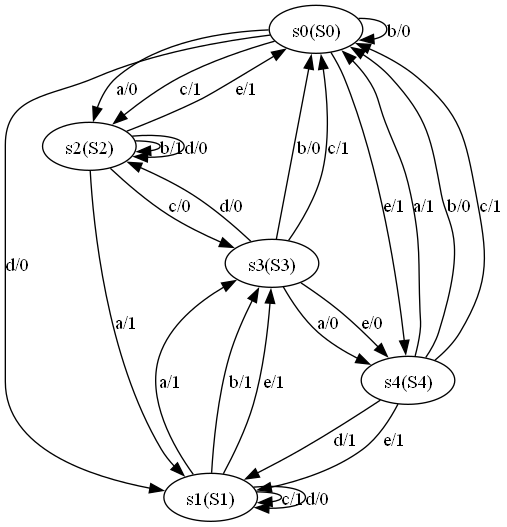 s0(S0)
b/0
a/0
c/1
e/1
s2(S2)
b/1
d/0
b/0
c/1
c/0
d/0
e/1
a/1
b/0
c/1
d/0
s3(S3)
a/1
a/0
e/0
s4(S4)
a/1
b/1
e/1
d/1
e/1
s1(S1)
c/1
d/0